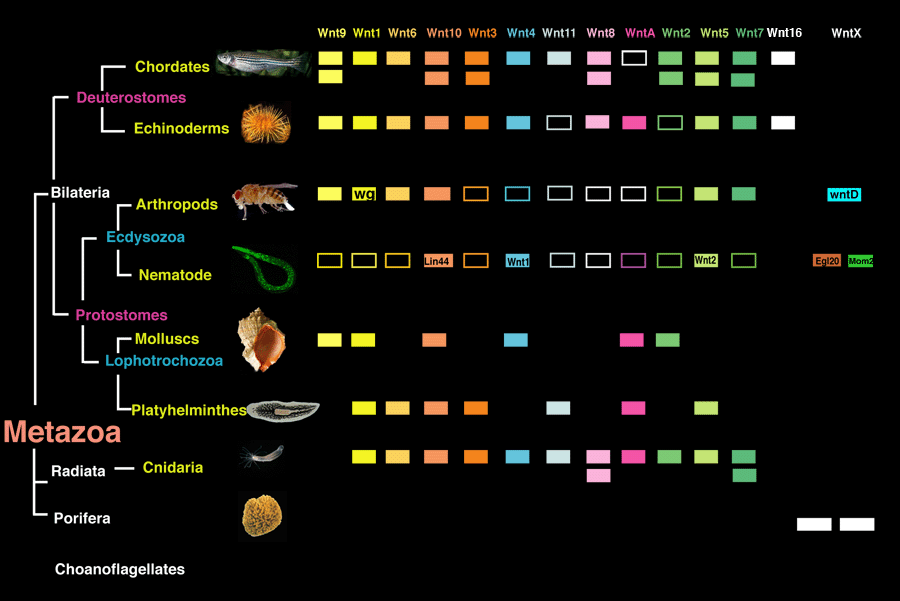 Wnt9 Wnt1 Wnt6 Wnt10 Wnt3 Wnt4 Wnt11 Wnt8 WntA Wnt2 Wnt5 Wnt7 Wnt16 WntX
Chordates
Deuterostomes
Echinoderms
Bilateria
Arthropods wg wntD
Ecdysozoa
Nematode Lin44 Wnt1 Wnt2 Egl20 Mom2
Protostomes
Molluscs
Lophotrochozoa
Platyhelminthes
Metazoa
Radiata Cnidaria
Porifera
Choanoflagellates